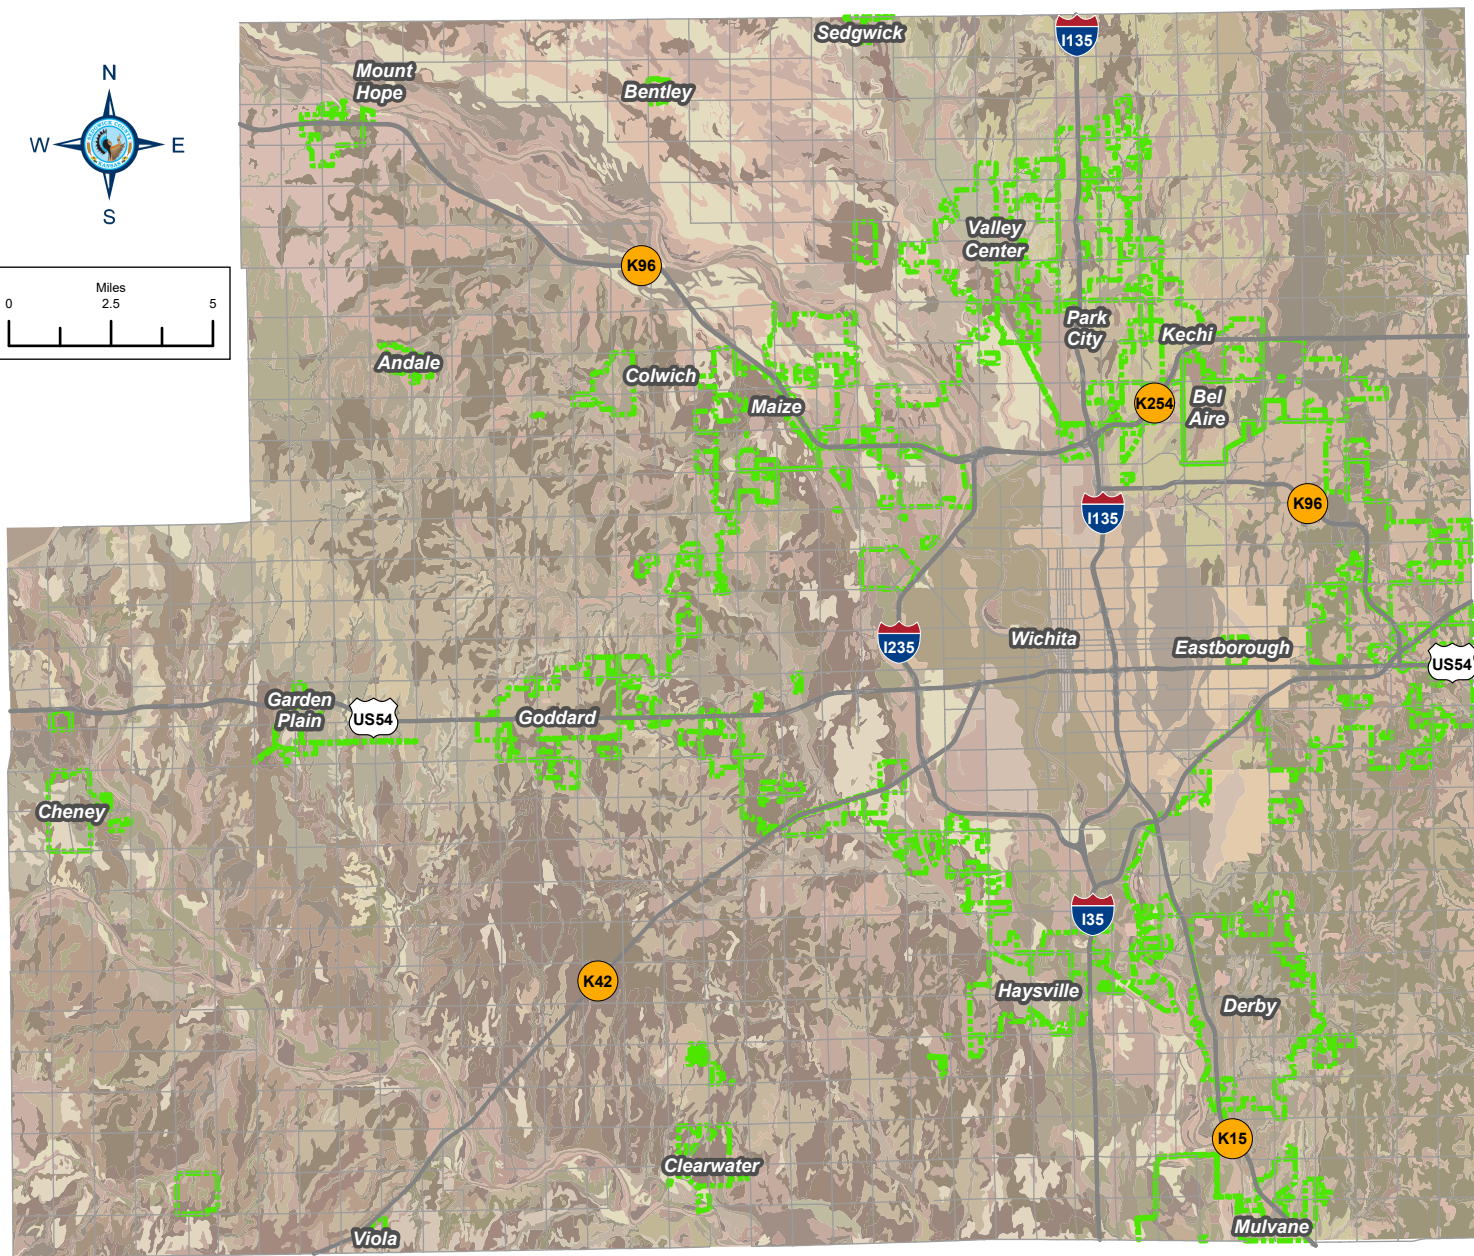 Sedgwick
I135
N
Mount
Hope
Bentley
W
E
S
Valley
Center
K96
Miles
0
2.5
5
Park
City
Kechi
Andale
Colwich
Maize
K254
Bel
Aire
K96
I135
I235
Wichita
Eastborough
US54
Garden
Plain
US54
Goddard
Cheney
I35
K42
Haysville
Derby
K15
Clearwater
Mulvane
Viola